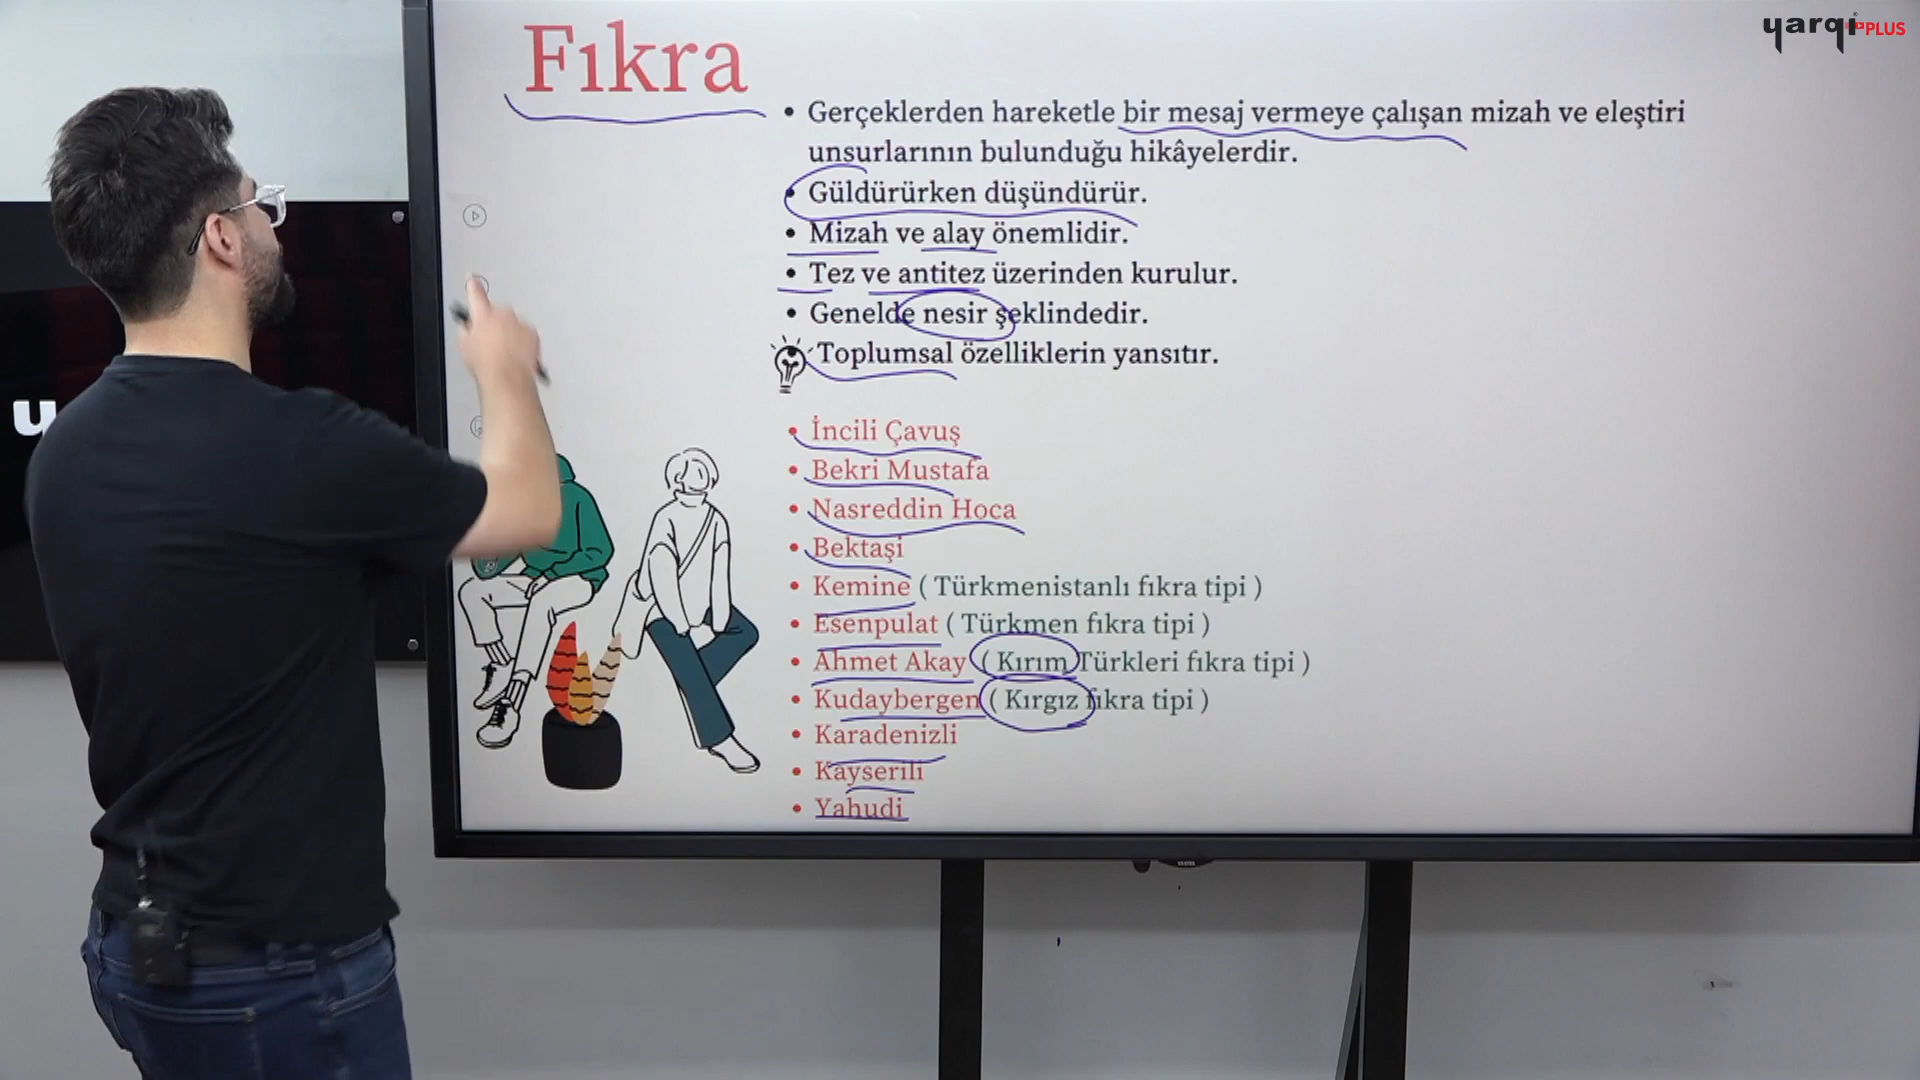 yarqi PLUS
Fıkra
• Gerçeklerden hareketle bir mesaj vermeye çalışan mizah ve eleştiri
unsurlarının bulunduğu hikâyelerdir.
• Güldürürken düşündürür.
• Mizah ve alay önemlidir.
• Tez ve antitez üzerinden kurulur.
• Genelde nesir şeklindedir.
Toplumsal özelliklerin yansıtır.
• İncili Çavuş
• Bekri Mustafa
• Nasreddin Hoca
• Bektaşi
• Kemine ( Türkmenistanlı fıkra tipi )
• Esenpulat ( Türkmen fıkra tipi )
• Ahmet Akay ( Kırım Türkleri fıkra tipi )
• Kudaybergen ( Kırgız fıkra tipi )
• Karadenizli
• Kayserili
• Yahudi